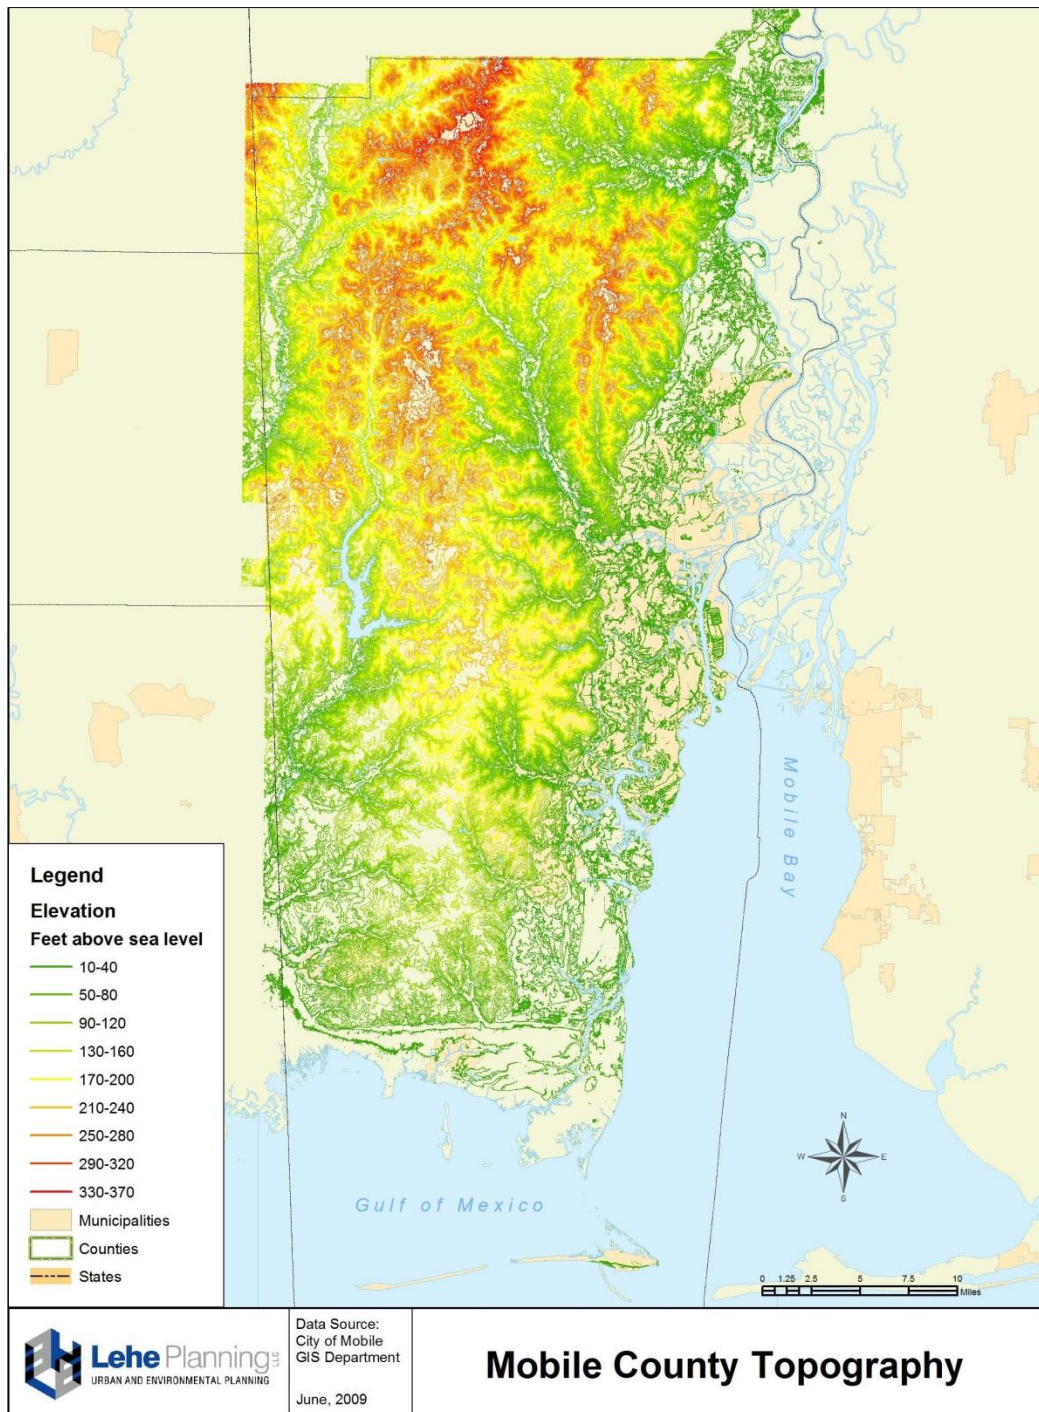 Mobile Bay
Legend
Elevation
Feet above sea level
10-40
50-80
90-120
130-160
170-200
210-240
250-280
290-320
330-370
Municipalities
Counties
States
N
W E
S
Gulf of Mexico
0 1.25 2.5 5 7.5 10
Miles
Lehe Planning LLC
URBAN AND ENVIRONMENTAL PLANNING
Data Source:
City of Mobile
GIS Department
June, 2009
Mobile County Topography